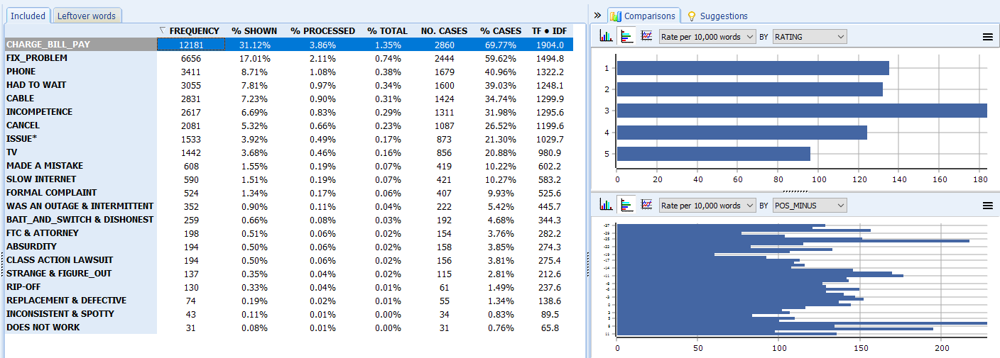 Included Leftover words
FREQUENCY % SHOWN % PROCESSED % TOTAL NO. CASES % CASES TF • IDF
CHARGE_BILL_PAY 12181 31.12% 3.86% 1.35% 2860 69.77% 1904.0
FIX_PROBLEM 6656 17.01% 2.11% 0.74% 2444 59.62% 1494.8
PHONE 3411 8.71% 1.08% 0.38% 1679 40.96% 1322.2
HAD TO WAIT 3055 7.81% 0.97% 0.34% 1600 39.03% 1248.1
CABLE 2831 7.23% 0.90% 0.31% 1424 34.74% 1299.9
INCOMPETENCE 2617 6.69% 0.83% 0.29% 1311 31.98% 1295.6
CANCEL 2081 5.32% 0.66% 0.23% 1087 26.52% 1199.6
ISSUE* 1533 3.92% 0.49% 0.17% 873 21.30% 1029.7
TV 1442 3.68% 0.46% 0.16% 856 20.88% 980.9
MADE A MISTAKE 608 1.55% 0.19% 0.07% 419 10.22% 602.2
SLOW INTERNET 590 1.51% 0.19% 0.07% 421 10.27% 583.2
FORMAL COMPLAINT 524 1.34% 0.17% 0.06% 407 9.93% 525.6
WAS AN OUTAGE & INTERMITTENT 352 0.90% 0.11% 0.04% 222 5.42% 445.7
BAIT_AND_SWITCH & DISHONEST 259 0.66% 0.08% 0.03% 192 4.68% 344.3
FTC & ATTORNEY 198 0.51% 0.06% 0.02% 154 3.76% 282.2
ABSURDITY 194 0.50% 0.06% 0.02% 158 3.85% 274.3
CLASS ACTION LAWSUIT 194 0.50% 0.06% 0.02% 156 3.81% 275.4
STRANGE & FIGURE_OUT 137 0.35% 0.04% 0.02% 115 2.81% 212.6
RIP-OFF 130 0.33% 0.04% 0.01% 61 1.49% 237.6
REPLACEMENT & DEFECTIVE 74 0.19% 0.02% 0.01% 55 1.34% 138.6
INCONSISTENT & SPOTTY 43 0.11% 0.01% 0.00% 34 0.83% 89.5
DOES NOT WORK 31 0.08% 0.01% 0.00% 31 0.76% 65.8
Comparisons Suggestions
Rate per 10,000 words BY RATING
1
2
3
4
5
0 20 40 60 80 100 120 140 160 180
Rate per 10,000 words BY POS_MINUS
-25
-22
-14
-11
11
0 50 100 150 200